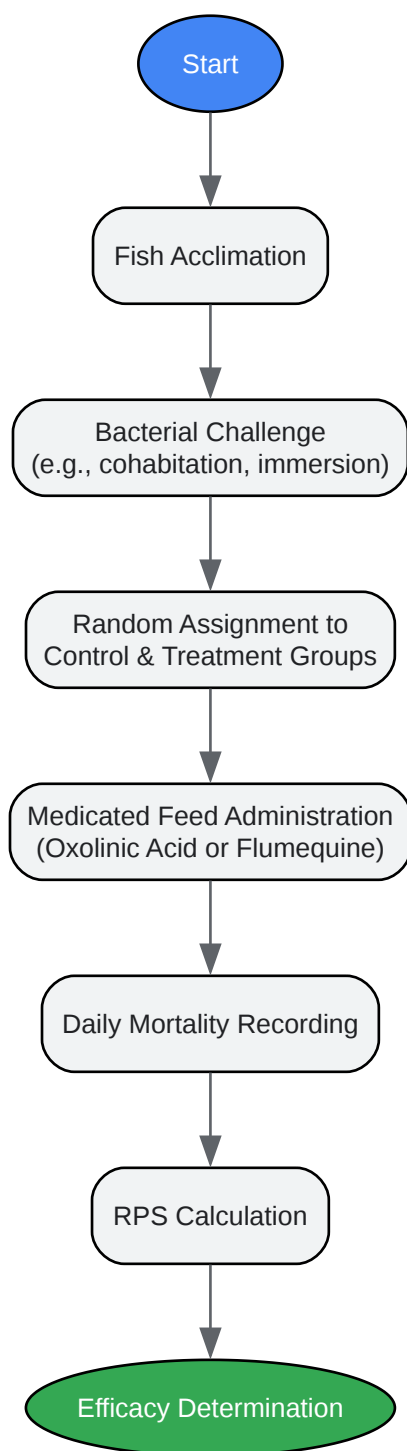 Start
Fish Acclimation
Bacterial Challenge
(e.g., cohabitation, immersion)
Random Assignment to
Control & Treatment Groups
Medicated Feed Administration
(Oxolinic Acid or Flumequine)
Daily Mortality Recording
RPS Calculation
Efficacy Determination